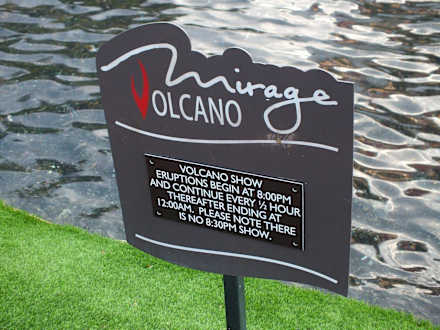 Mirage
VOLCANO
VOLCANO SHOW
ERUPTIONS BEGIN AT 8:00PM
AND CONTINUE EVERY ½ HOUR
THEREAFTER ENDING AT
12:00AM. PLEASE NOTE THERE
IS NO 8:30PM SHOW.